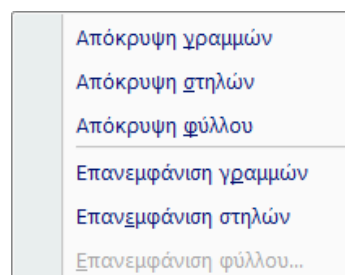 Απόκρυψη γραμμών
Απόκρυψη στηλών
Απόκρυψη φύλλου
Επανεμφάνιση γραμμών
Επανεμφάνιση στηλών
Επανεμφάνιση φύλλου...